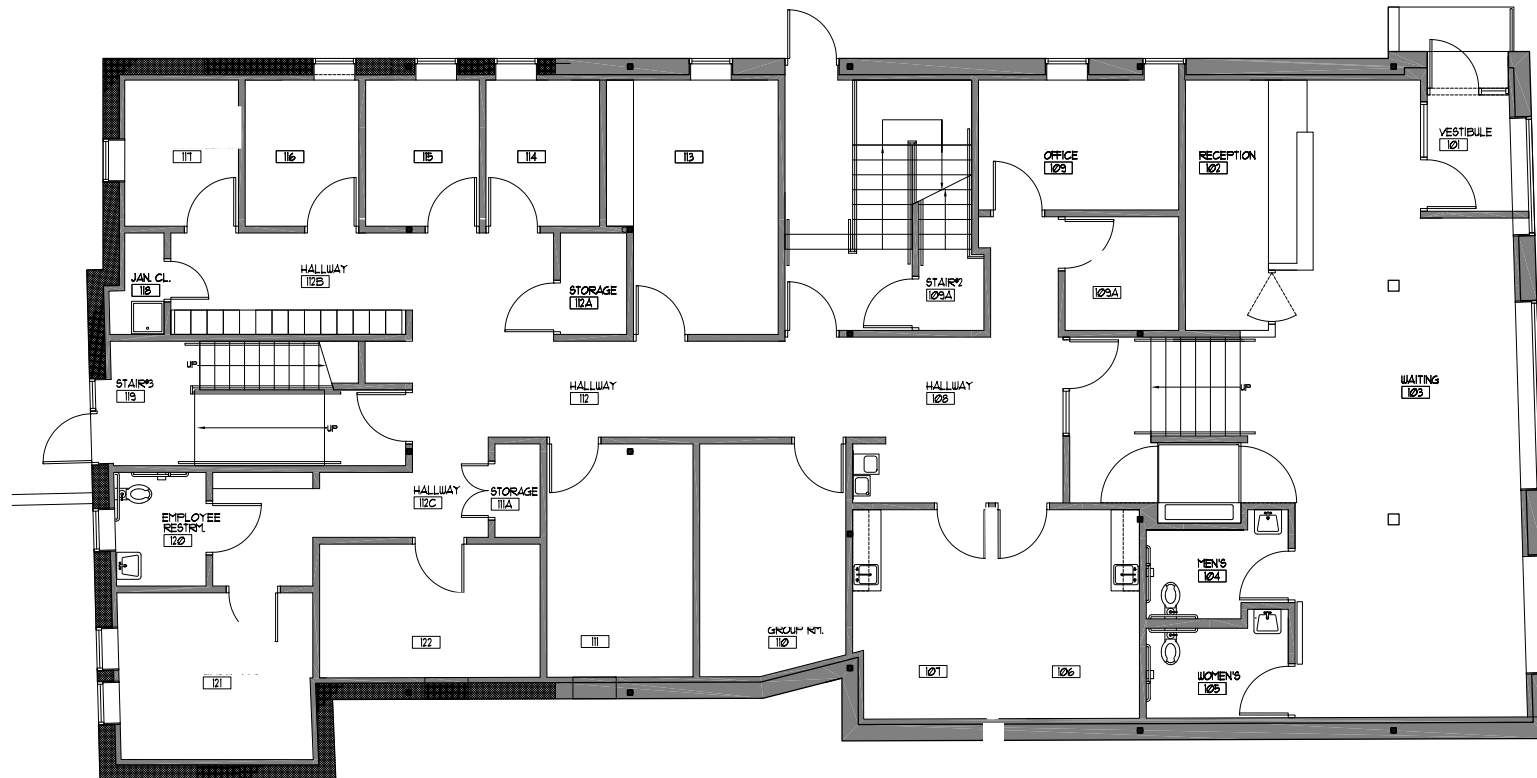 VESTIBULE
101
117
116
115
114
113
OFFICE
109
RECEPTION
102
JAN. CL.
118
HALLWAY
112B
STORAGE
112A
STAIR#2
109A
109A
UP
STAIR#3
119
HALLWAY
112
HALLWAY
108
UP
WAITING
103
UP
HALLWAY
112C
STORAGE
111A
EMPLOYEE
RESTRM.
120
MEN'S
104
GROUP RM.
110
122
111
107
106
WOMEN'S
105
121